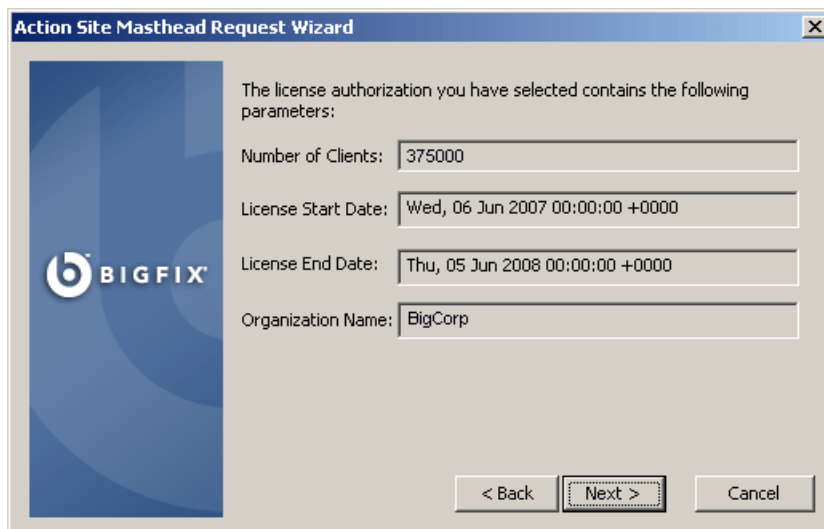 Action Site Masthead Request Wizard
The license authorization you have selected contains the following
parameters:
Number of Clients: 375000
License Start Date: Wed, 06 Jun 2007 00:00:00 +0000
License End Date: Thu, 05 Jun 2008 00:00:00 +0000
BIGFIX
Organization Name: BigCorp
< Back Next > Cancel